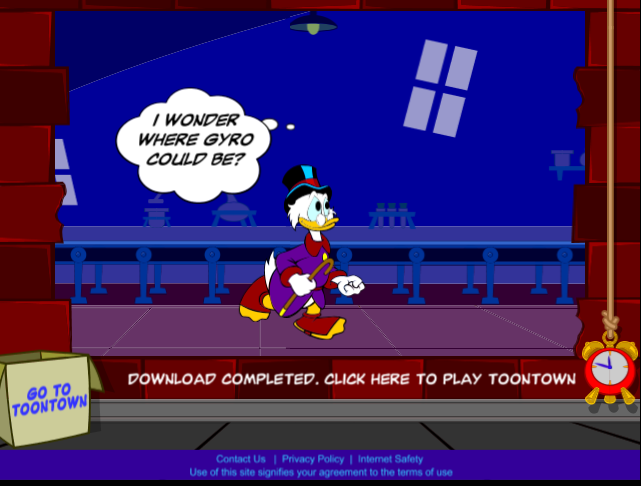 I WONDER
WHERE GYRO
COULD BE?
GO TO
TOONTOWN
DOWNLOAD COMPLETED. CLICK HERE TO PLAY TOONTOWN
Contact Us | Privacy Policy | Internet Safety
Use of this site signifies your agreement to the terms of use